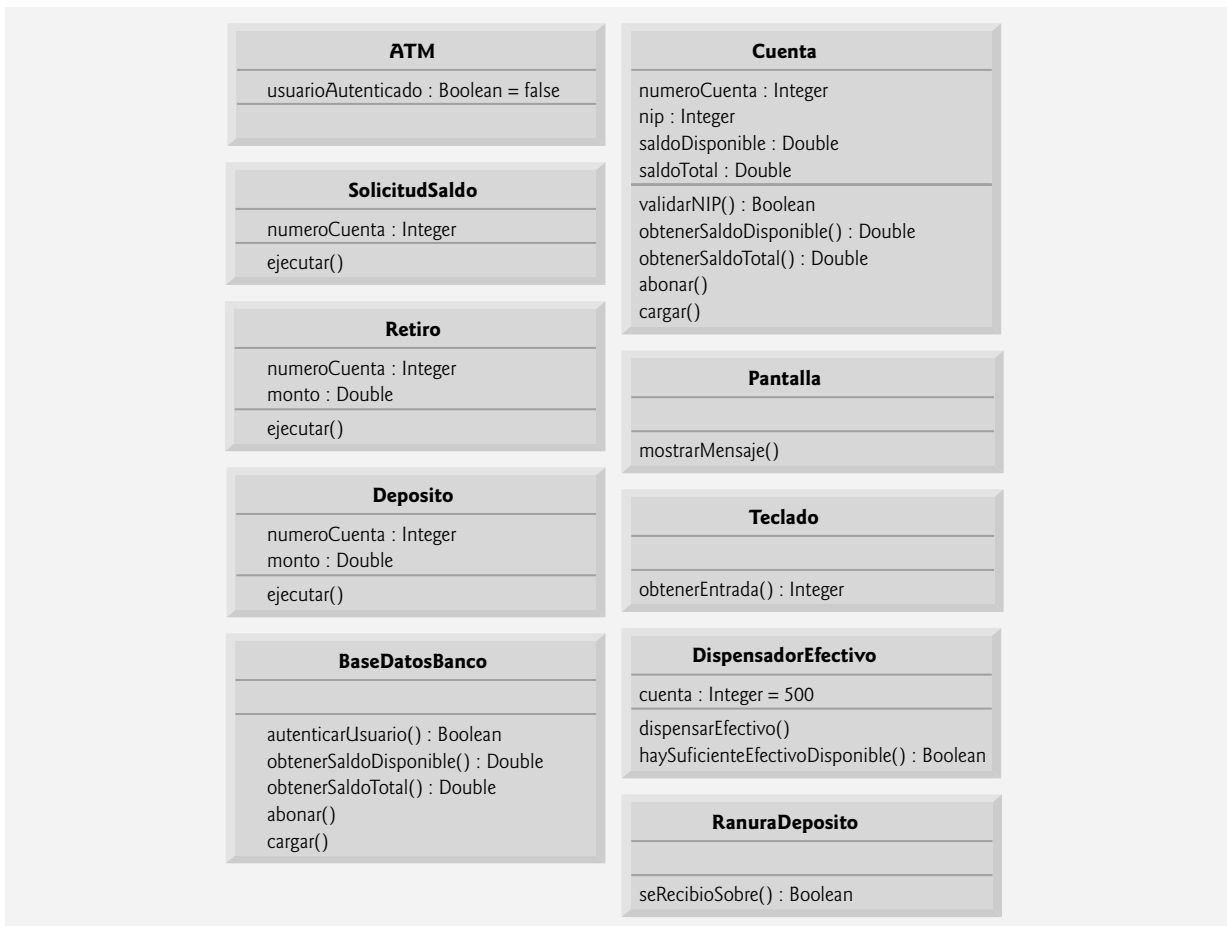 ATM
usuarioAutenticado : Boolean = false
SolicitudSaldo
numeroCuenta : Integer
ejecutar()
Retiro
numeroCuenta : Integer
monto : Double
ejecutar()
Deposito
numeroCuenta : Integer
monto : Double
ejecutar()
BaseDatosBanco
autenticarUsuario() : Boolean
obtenerSaldoDisponible() : Double
obtenerSaldoTotal() : Double
abonar()
cargar()
Cuenta
numeroCuenta : Integer
nip : Integer
saldoDisponible : Double
saldoTotal : Double
validarNIP() : Boolean
obtenerSaldoDisponible() : Double
obtenerSaldoTotal() : Double
abonar()
cargar()
Pantalla
mostrarMensaje()
Teclado
obtenerEntrada() : Integer
DispensadorEfectivo
cuenta : Integer = 500
dispensarEfectivo()
haySuficienteEfectivoDisponible() : Boolean
RanuraDeposito
seRecibioSobre() : Boolean